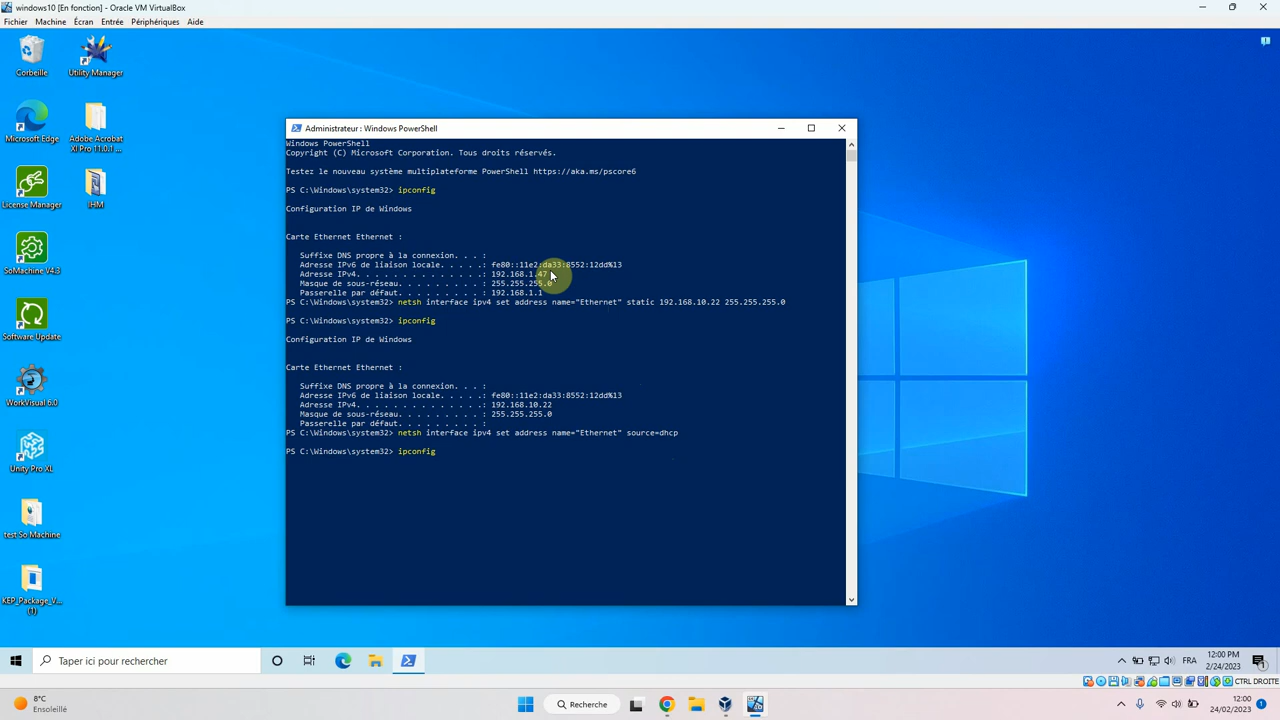 windows10 [En fonction] - Oracle VM VirtualBox
Fichier Machine Écran Entrée Périphériques Aide
Corbeille
Utility Manager
Microsoft Edge
Adobe Acrobat
XI Pro 11.0.1 ...
License Manager
IHM
SoMachine V4.3
Software Update
WorkVisual 6.0
Unity Pro XL
test So Machine
KEP_Package_V...
(1)
Administrateur : Windows PowerShell
Windows PowerShell
Copyright (C) Microsoft Corporation. Tous droits réservés.
Testez le nouveau système multiplateforme PowerShell https://aka.ms/pscore6
PS C:\Windows\system32> ipconfig
Configuration IP de Windows
Carte Ethernet Ethernet :
Suffixe DNS propre à la connexion. . . :
Adresse IPv6 de liaison locale. . . . .: fe80::11e2:da33:8552:12dd%13
Adresse IPv4. . . . . . . . . . . . . .: 192.168.1.47
Masque de sous-réseau. . . . . . . . . : 255.255.255.0
Passerelle par défaut. . . . . . . . . : 192.168.1.1
PS C:\Windows\system32> netsh interface ipv4 set address name="Ethernet" static 192.168.10.22 255.255.255.0
PS C:\Windows\system32> ipconfig
Configuration IP de Windows
Carte Ethernet Ethernet :
Suffixe DNS propre à la connexion. . . :
Adresse IPv6 de liaison locale. . . . .: fe80::11e2:da33:8552:12dd%13
Adresse IPv4. . . . . . . . . . . . . .: 192.168.10.22
Masque de sous-réseau. . . . . . . . . : 255.255.255.0
Passerelle par défaut. . . . . . . . . :
PS C:\Windows\system32> netsh interface ipv4 set address name="Ethernet" source=dhcp
PS C:\Windows\system32> ipconfig
Taper ici pour rechercher
FRA
12:00 PM
2/24/2023
1
CTRL DROITE
8°C
Ensoleillé
Recherche
12:00
24/02/2023
1